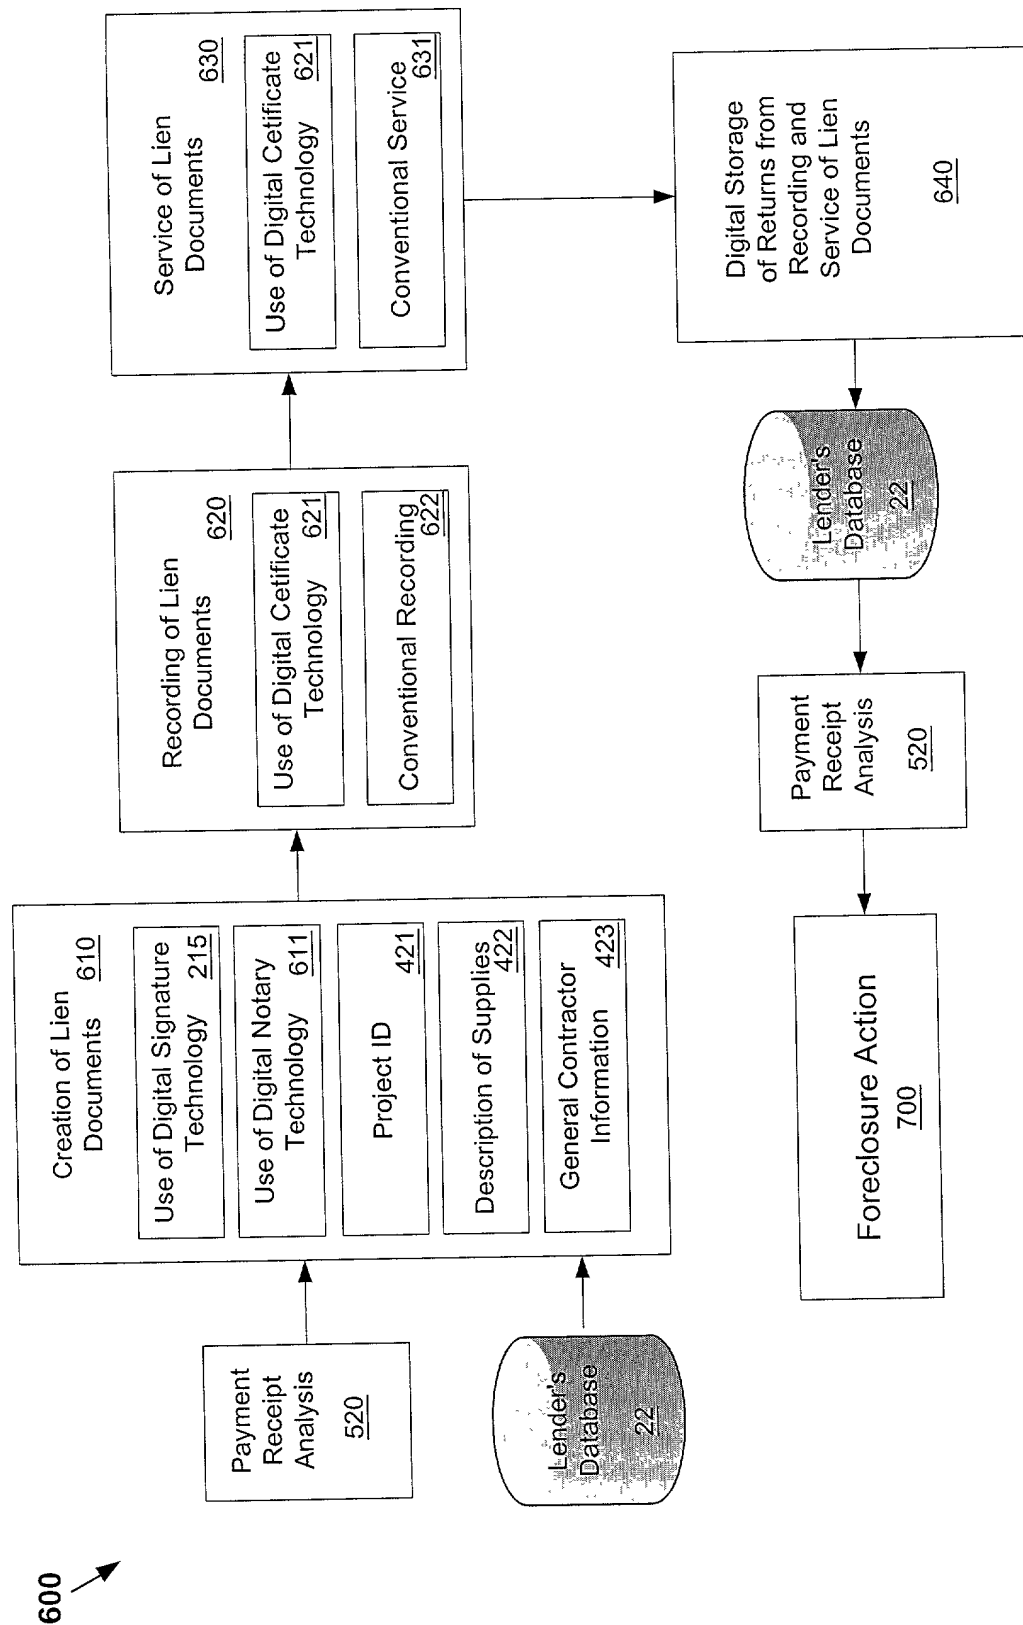 600
Payment
Receipt
Analysis
520
Lender's
Database
22
Creation of Lien
Documents 610
Use of Digital Signature
Technology 215
Use of Digital Notary
Technology 611
Project ID
421
Description of Supplies
422
General Contractor
Information 423
Recording of Lien
Documents 620
Use of Digital Cetificate
Technology 621
Conventional Recording
622
Service of Lien
Documents 630
Use of Digital Cetificate
Technology 621
Conventional Service
631
Digital Storage
of Returns from
Recording and
Service of Lien
Documents
640
Lender's
Database
22
Payment
Receipt
Analysis
520
Foreclosure Action
700